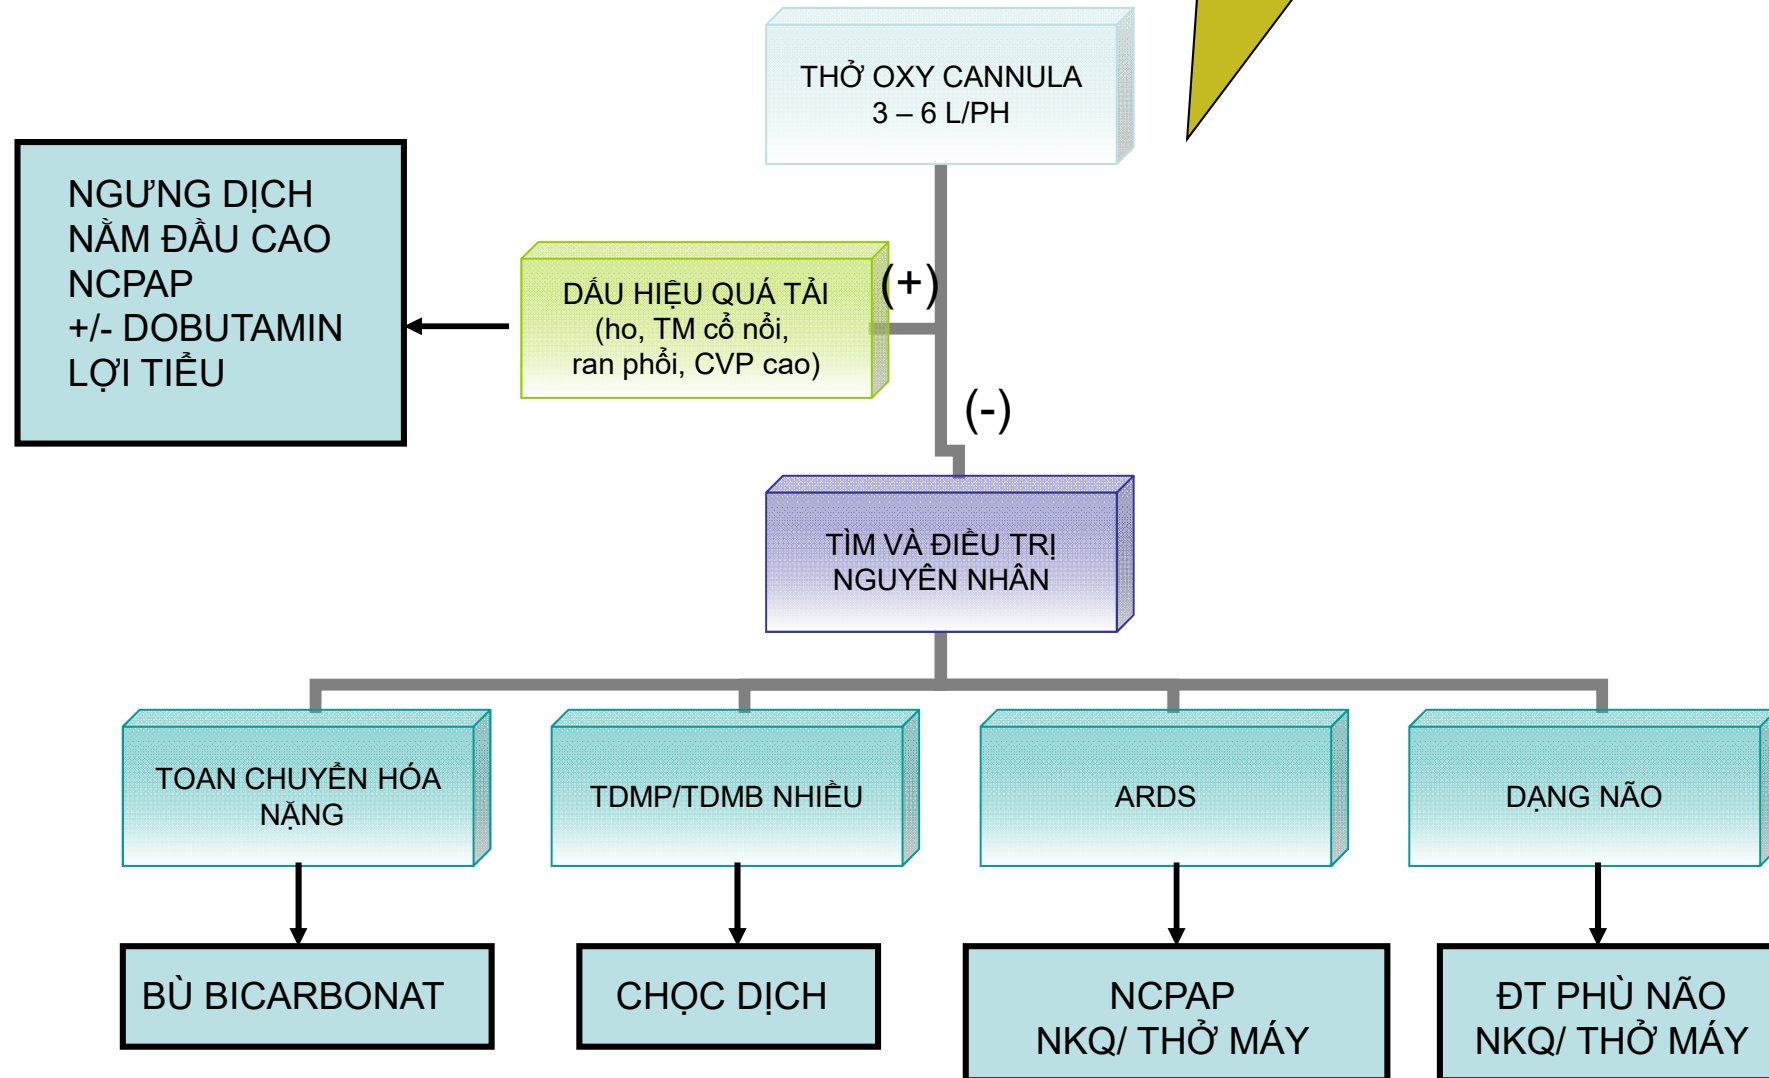 THỞ OXY CANNULA
3 – 6 L/PH
NGƯNG DỊCH
NẰM ĐẦU CAO
NCPAP
+/- DOBUTAMIN
LỢI TIỂU
DẤU HIỆU QUÁ TẢI
(ho, TM cổ nổi,
ran phổi, CVP cao)
(+)
(-)
TÌM VÀ ĐIỀU TRỊ
NGUYÊN NHÂN
TOAN CHUYỂN HÓA
NẶNG
TDMP/TDMB NHIỀU
ARDS
DẠNG NÃO
BÙ BICARBONAT
CHỌC DỊCH
NCPAP
NKQ/ THỞ MÁY
ĐT PHÙ NÃO
NKQ/ THỞ MÁY